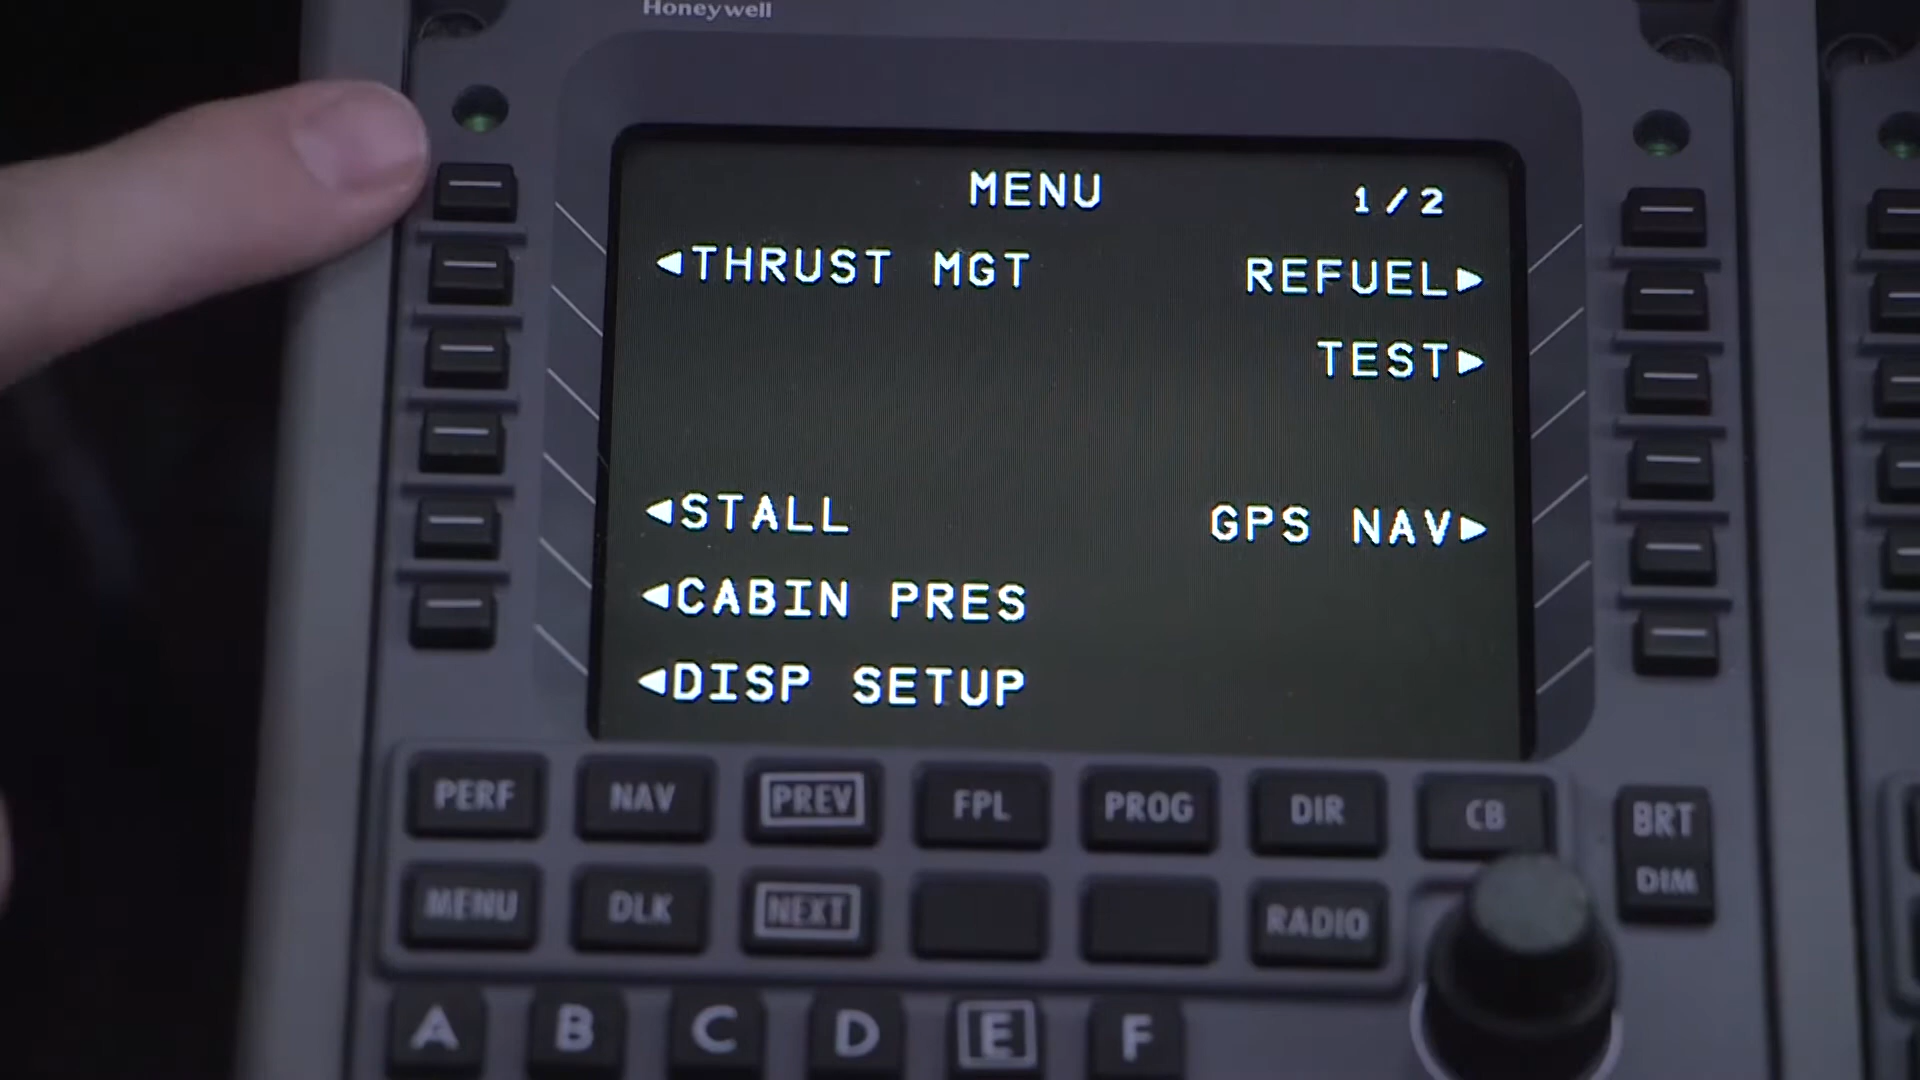 Honeywell
MENU 1/2
◀THRUST MGT REFUEL▶
TEST▶
◀STALL GPS NAV▶
◀CABIN PRES
◀DISP SETUP
PERF NAV PREV FPL PROG DIR CB BRT
DIM
MENU DLK NEXT RADIO
A B C D E F